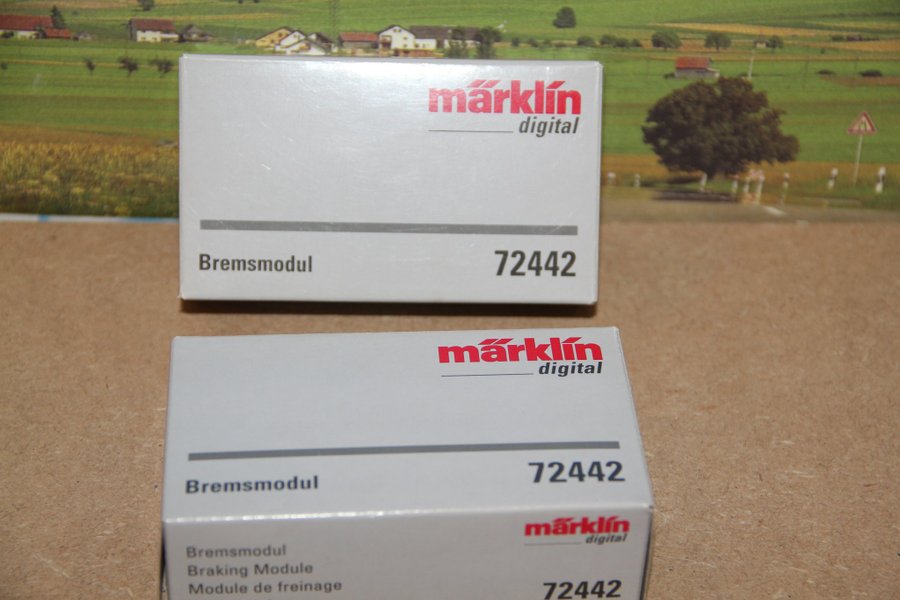 märklin
digital
Bremsmodul 72442
märklin
digital
Bremsmodul 72442
märklin
digital
Bremsmodul
Braking Module
Module de freinage 72442